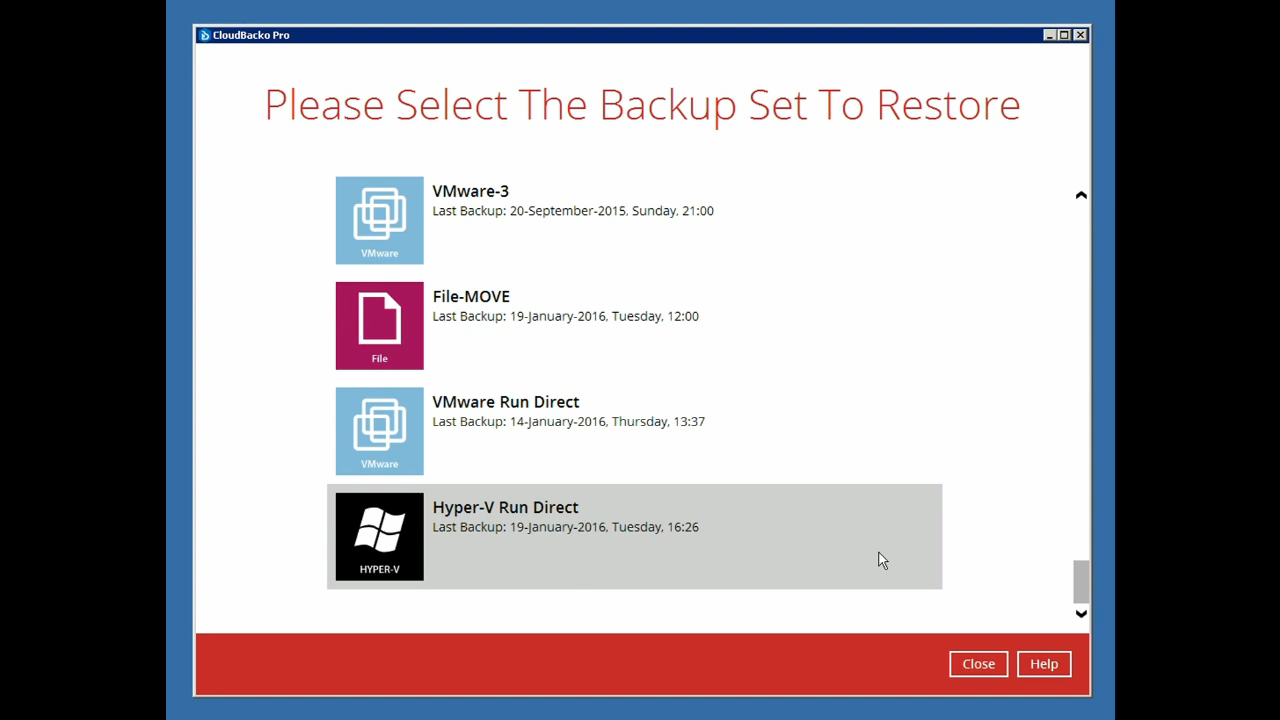 CloudBacko Pro
Please Select The Backup Set To Restore
VMware-3
Last Backup: 20-September-2015, Sunday, 21:00
VMware
File-MOVE
Last Backup: 19-January-2016, Tuesday, 12:00
File
VMware Run Direct
Last Backup: 14-January-2016, Thursday, 13:37
VMware
Hyper-V Run Direct
Last Backup: 19-January-2016, Tuesday, 16:26
HYPER-V
Close
Help